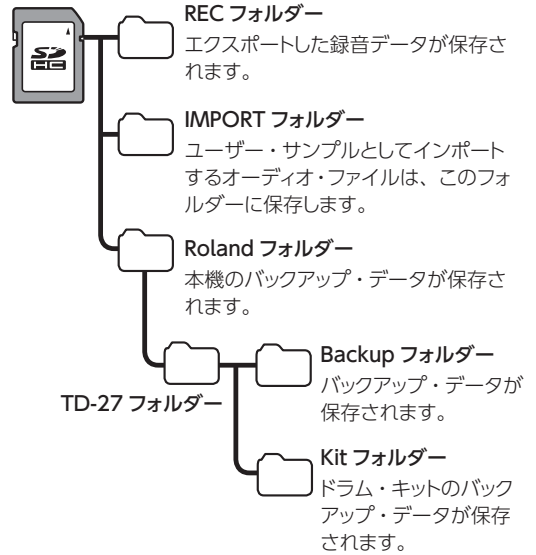 REC フォルダー
エクスポートした録音データが保存さ
れます。
IMPORT フォルダー
ユーザー・サンプルとしてインポート
するオーディオ・ファイルは、このフォ
ルダーに保存します。
Roland フォルダー
本機のバックアップ・データが保存さ
れます。
TD-27 フォルダー
Backup フォルダー
バックアップ・データが
保存されます。
Kit フォルダー
ドラム・キットのバック
アップ・データが保存
されます。
SD
HC